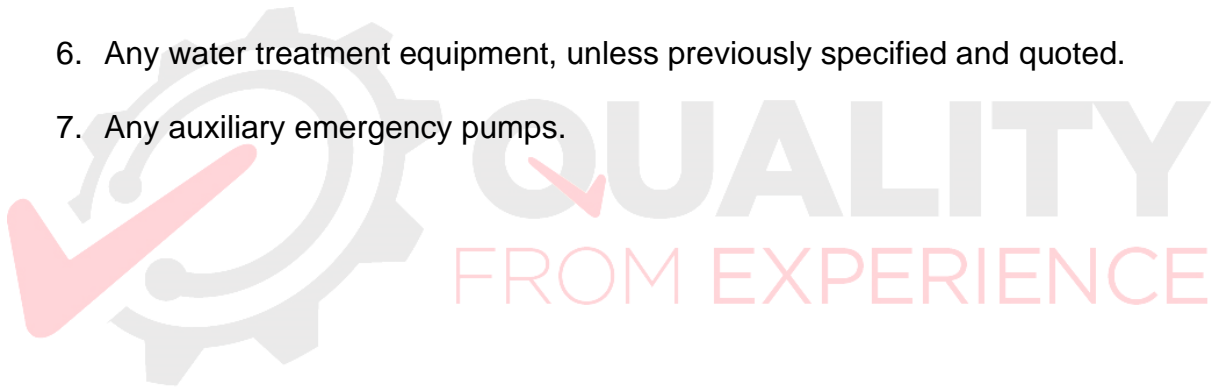 6. Any water treatment equipment, unless previously specified and quoted.
7. Any auxiliary emergency pumps.
QUALITY
FROM EXPERIENCE